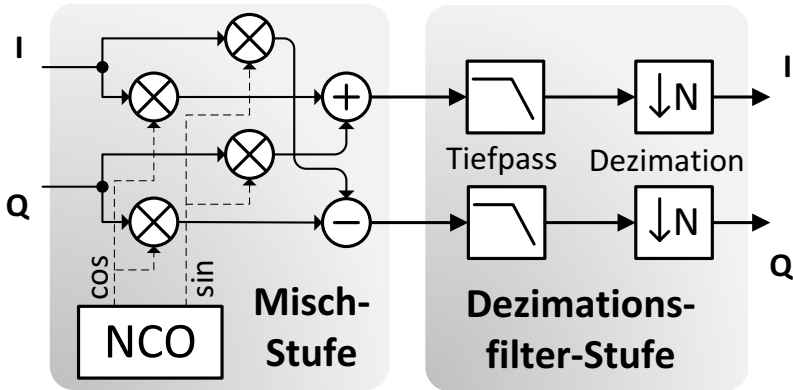 I
I
+
↓N
Tiefpass
Dezimation
Q
−
↓N
Q
cos
sin
NCO
Misch-
Stufe
Dezimations-
filter-Stufe